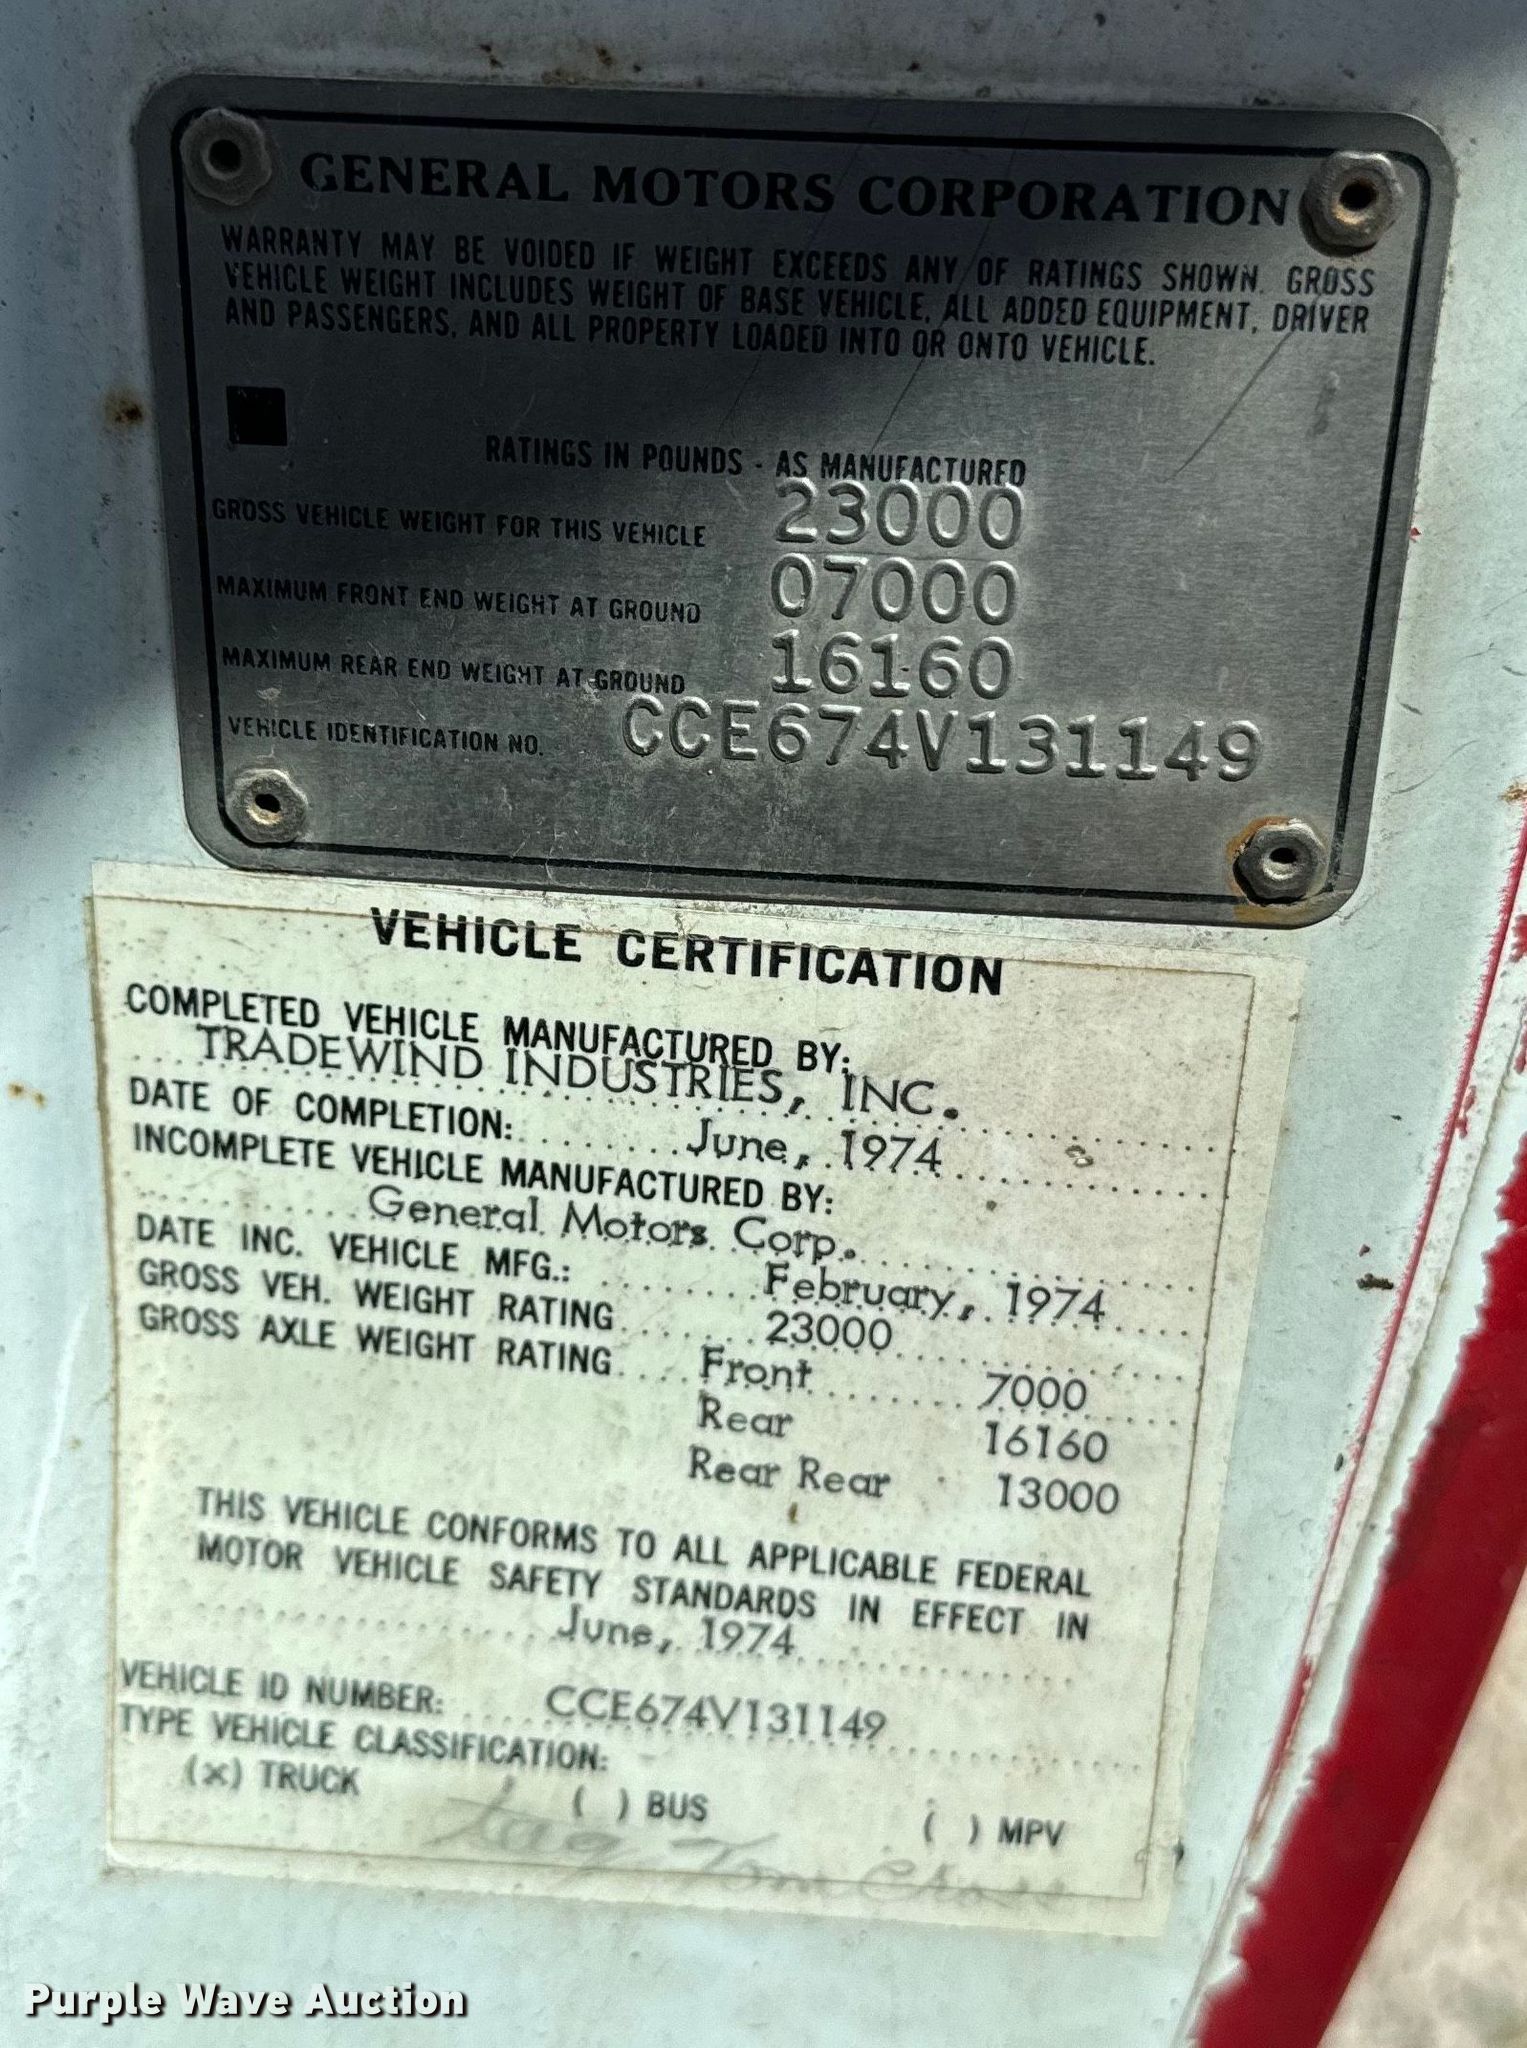 GENERAL MOTORS CORPORATION
WARRANTY MAY BE VOIDED IF WEIGHT EXCEEDS ANY OF RATINGS SHOWN. GROSS
VEHICLE WEIGHT INCLUDES WEIGHT OF BASE VEHICLE, ALL ADDED EQUIPMENT, DRIVER
AND PASSENGERS, AND ALL PROPERTY LOADED INTO OR ONTO VEHICLE.
RATINGS IN POUNDS - AS MANUFACTURED
GROSS VEHICLE WEIGHT FOR THIS VEHICLE 23000
MAXIMUM FRONT END WEIGHT AT GROUND 07000
MAXIMUM REAR END WEIGHT AT GROUND 16160
VEHICLE IDENTIFICATION NO. CCE674V131149
VEHICLE CERTIFICATION
COMPLETED VEHICLE MANUFACTURED BY:
TRADEWIND INDUSTRIES, INC.
DATE OF COMPLETION: June, 1974
INCOMPLETE VEHICLE MANUFACTURED BY:
General Motors Corp.
DATE INC. VEHICLE MFG.: February, 1974
GROSS VEH. WEIGHT RATING 23000
GROSS AXLE WEIGHT RATING Front 7000
Rear 16160
Rear Rear 13000
THIS VEHICLE CONFORMS TO ALL APPLICABLE FEDERAL
MOTOR VEHICLE SAFETY STANDARDS IN EFFECT IN
June, 1974
VEHICLE ID NUMBER: CCE674V131149
TYPE VEHICLE CLASSIFICATION:
(x) TRUCK ( ) BUS ( ) MPV
Purple Wave Auction